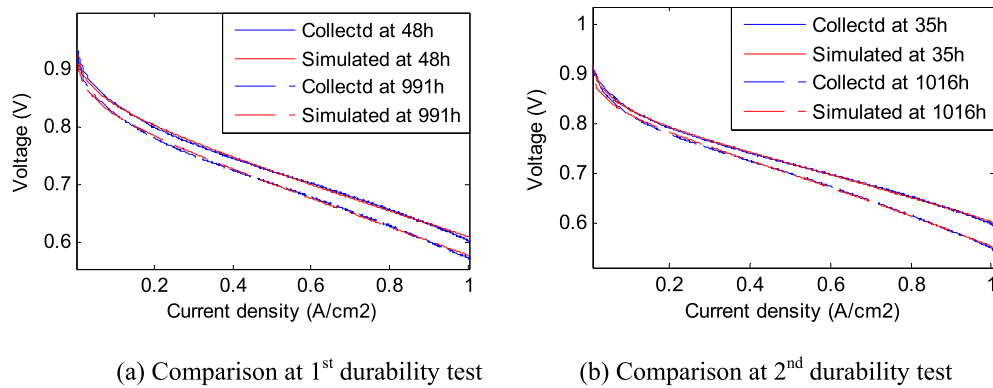 Collectd at 48h
Simulated at 48h
Collectd at 991h
Simulated at 991h
0.9
0.8
0.7
0.6
Voltage (V)
0.2 0.4 0.6 0.8 1
Current density (A/cm2)
(a) Comparison at 1st durability test
Collectd at 35h
Simulated at 35h
Collectd at 1016h
Simulated at 1016h
1
0.9
0.8
0.7
0.6
Voltage (V)
0.2 0.4 0.6 0.8 1
Current density (A/cm2)
(b) Comparison at 2nd durability test